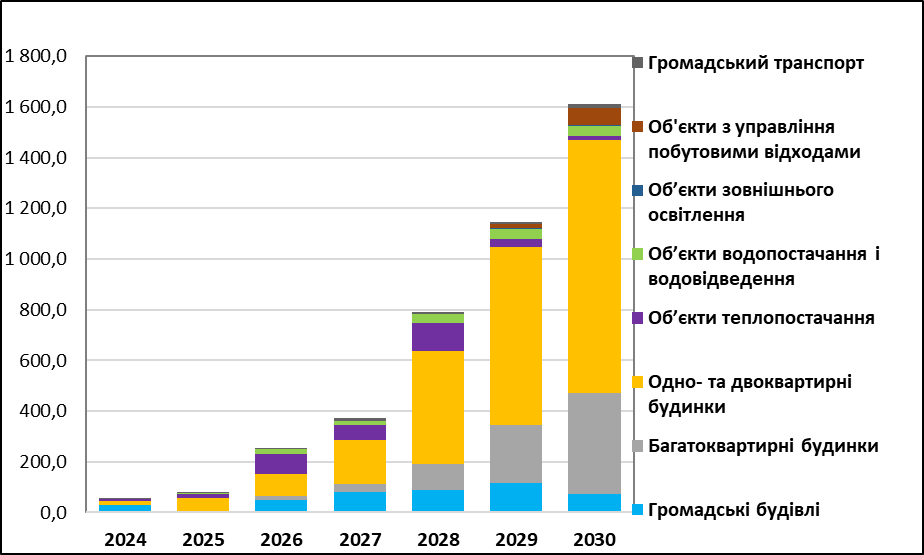 1 800,0
1 600,0
1 400,0
1 200,0
1 000,0
800,0
600,0
400,0
200,0
0,0
2024 2025 2026 2027 2028 2029 2030
Громадський транспорт
Об'єкти з управління
побутовими відходами
Об’єкти зовнішнього
освітлення
Об’єкти водопостачання і
водовідведення
Об’єкти теплопостачання
Одно- та двоквартирні
будинки
Багатоквартирні будинки
Громадські будівлі